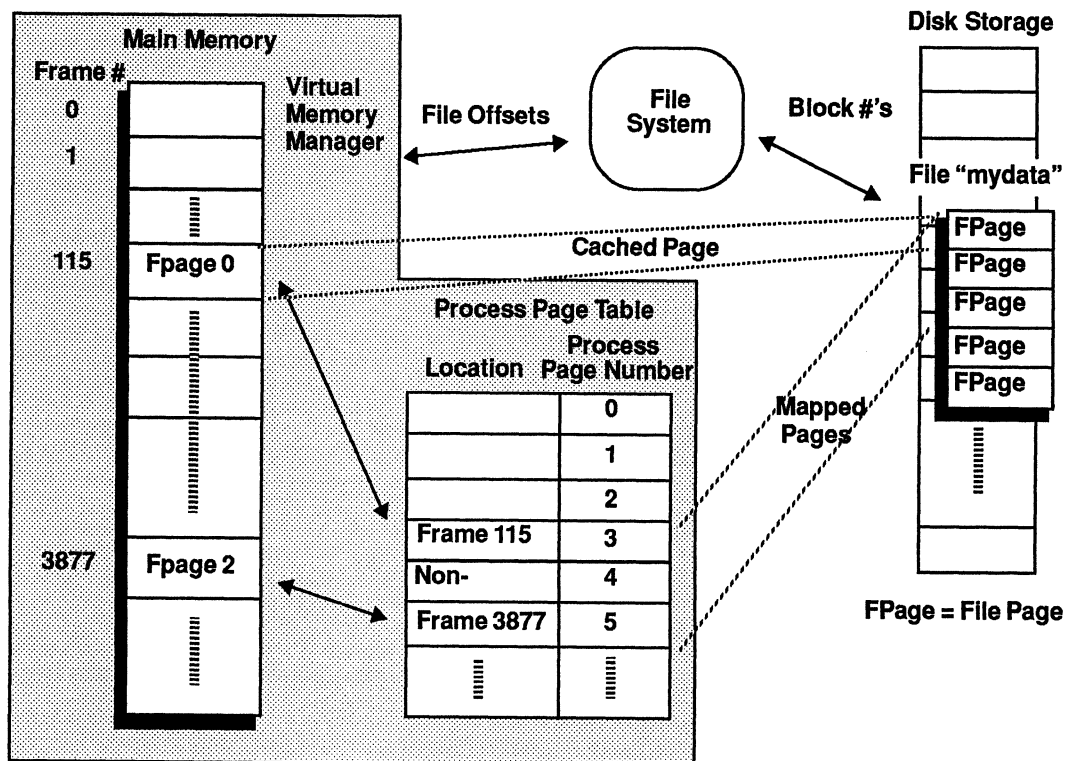 Main Memory
Frame #
0
1
115
3877
Fpage 0
Fpage 2
Virtual
Memory
Manager
File Offsets
File
System
Block #'s
Disk Storage
File “mydata”
FPage
FPage
FPage
FPage
FPage
Cached Page
Mapped
Pages
FPage = File Page
Process Page Table
Location
Process
Page Number
0
1
2
Frame 115 3
Non- 4
Frame 3877 5